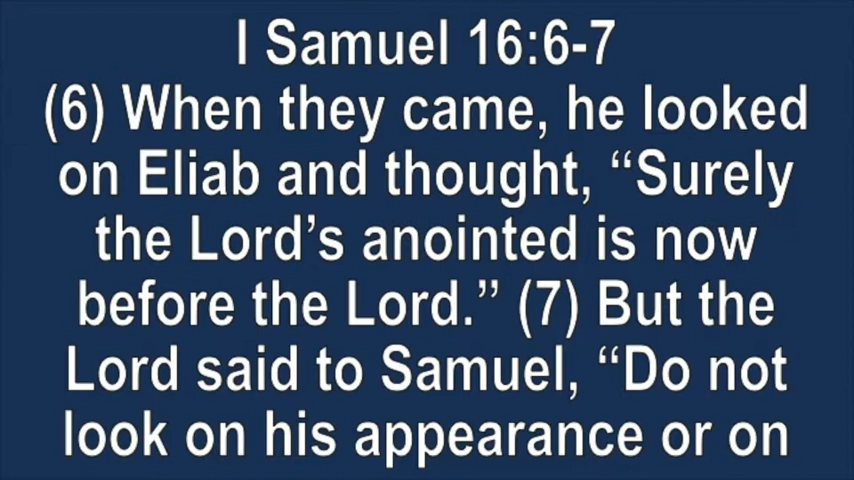 I Samuel 16:6-7
(6) When they came, he looked
on Eliab and thought, “Surely
the Lord’s anointed is now
before the Lord.” (7) But the
Lord said to Samuel, “Do not
look on his appearance or on